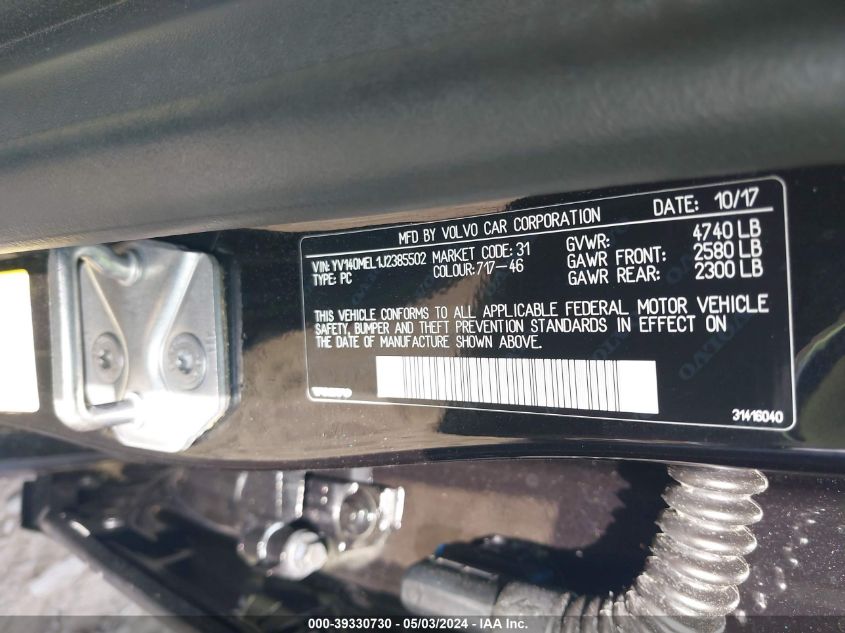 MFD BY VOLVO CAR CORPORATION DATE: 10/17
VIN: YV140MEL1J2385502 MARKET CODE: 31 GVWR: 4740 LB
TYPE: PC COLOUR: 717-46 GAWR FRONT: 2580 LB
GAWR REAR: 2300 LB
THIS VEHICLE CONFORMS TO ALL APPLICABLE FEDERAL MOTOR VEHICLE
SAFETY, BUMPER AND THEFT PREVENTION STANDARDS IN EFFECT ON
THE DATE OF MANUFACTURE SHOWN ABOVE.
VOLVO
31416040
000-39330730 - 05/03/2024 - IAA Inc.